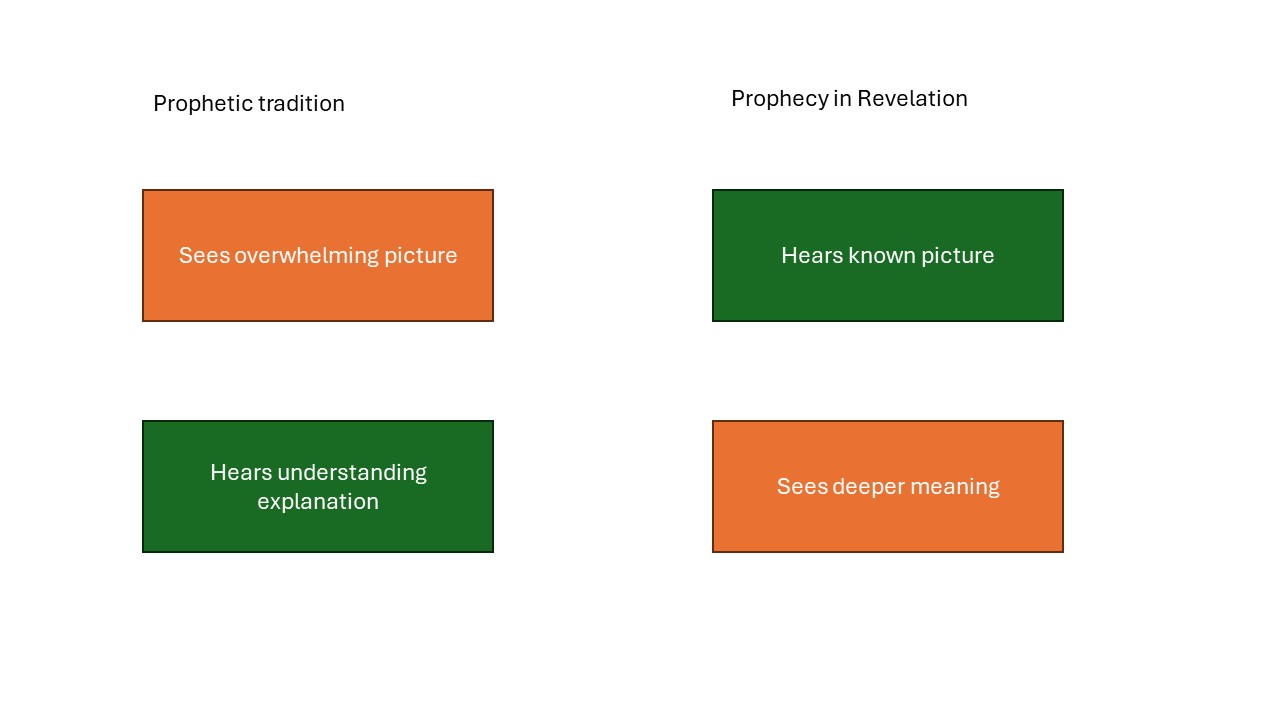 Prophetic tradition
Prophecy in Revelation
Sees overwhelming picture
Hears known picture
Hears understanding
explanation
Sees deeper meaning